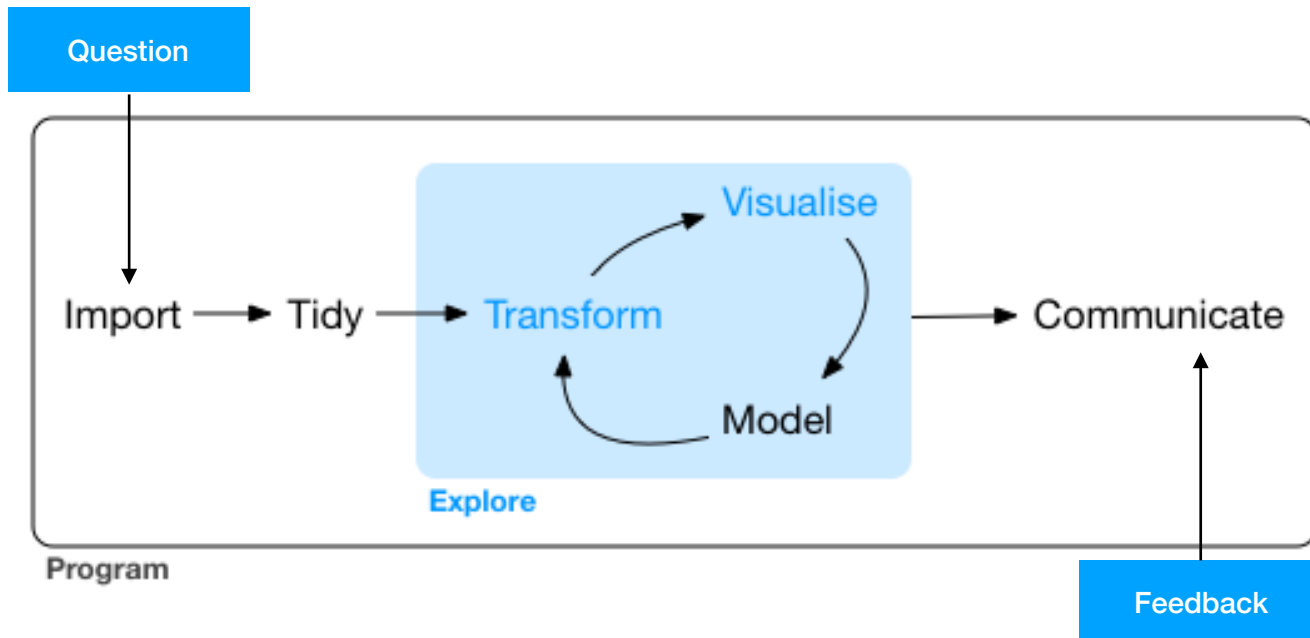 Question
Visualise
Import
Tidy
Transform
Communicate
Model
Explore
Program
Feedback